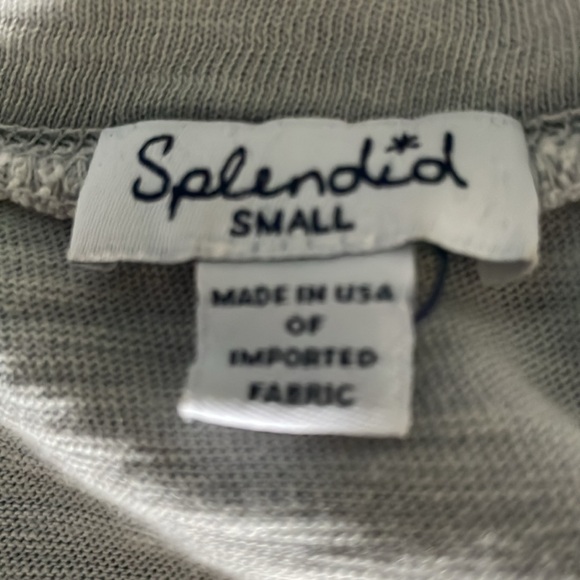 Splendid
SMALL
MADE IN USA
OF
IMPORTED
FABRIC